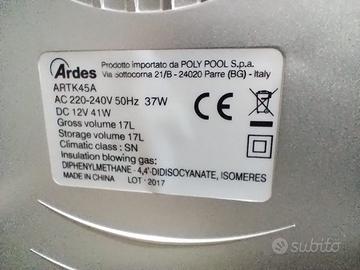 Ardes
Prodotto importato da POLY POOL S.p.a.
Via Sottocorna 21/B - 24020 Parre (BG) - Italy
ARTK45A
AC 220-240V 50Hz 37W
DC 12V 41W
Gross volume 17L
Storage volume 17L
Climatic class : SN
Insulation blowing gas:
DIPHENYLMETHANE - 4,4'-DIDISOCYANATE, ISOMERES
MADE IN CHINA LOT · 2017
CE
subito